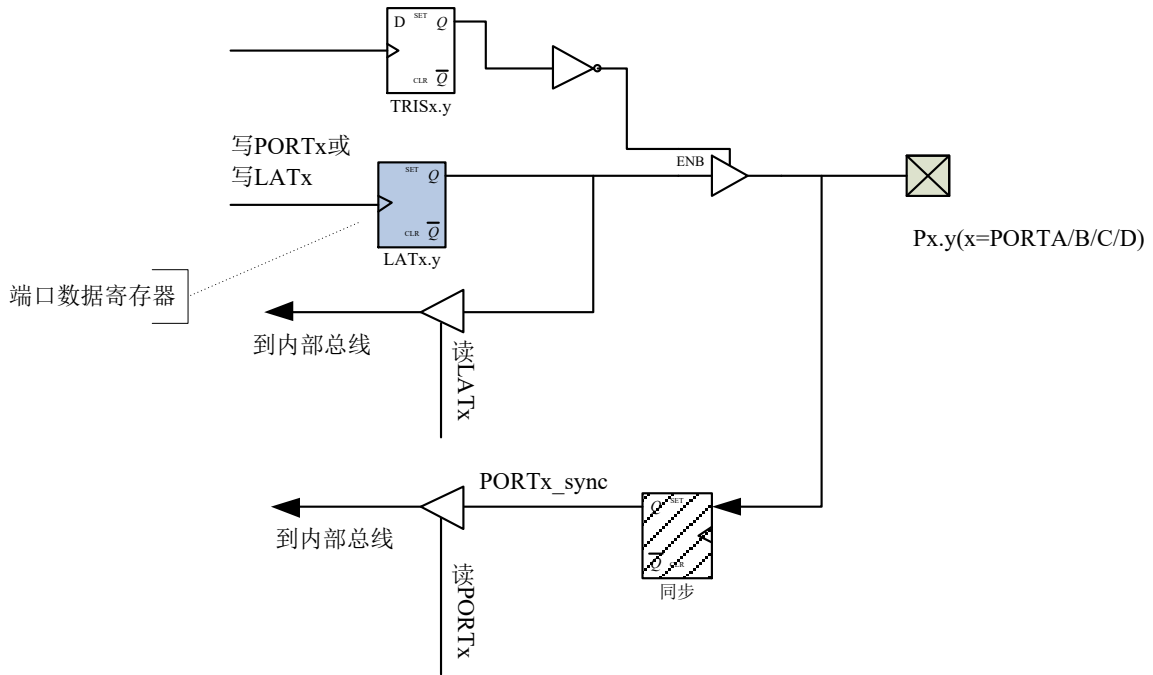 D SET Q
CLR Q
TRISx.y
写PORTx或
写LATx
ENB
SET Q
CLR Q
LATx.y
Px.y(x=PORTA/B/C/D)
端口数据寄存器
到内部总线
读LATx
PORTx_sync
Q SET
Q CLR
同步
到内部总线
读PORTx